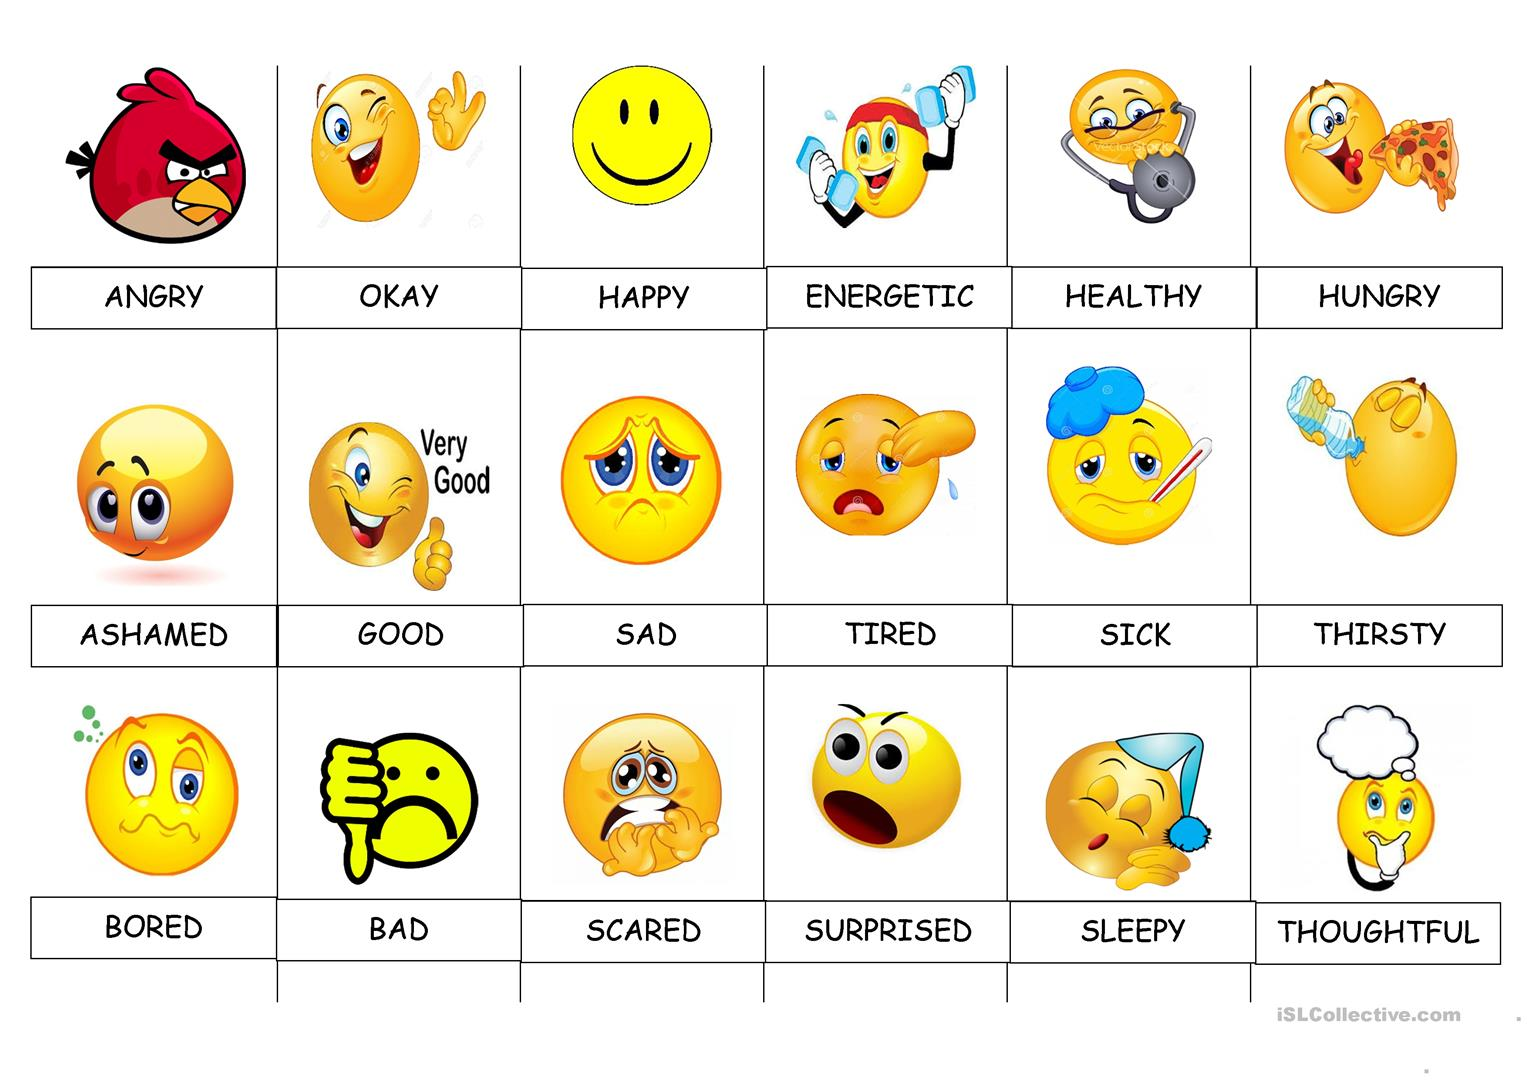 ANGRY
OKAY
HAPPY
ENERGETIC
HEALTHY
HUNGRY
Very
Good
ASHAMED
GOOD
SAD
TIRED
SICK
THIRSTY
BORED
BAD
SCARED
SURPRISED
SLEEPY
THOUGHTFUL
iSLCollective.com